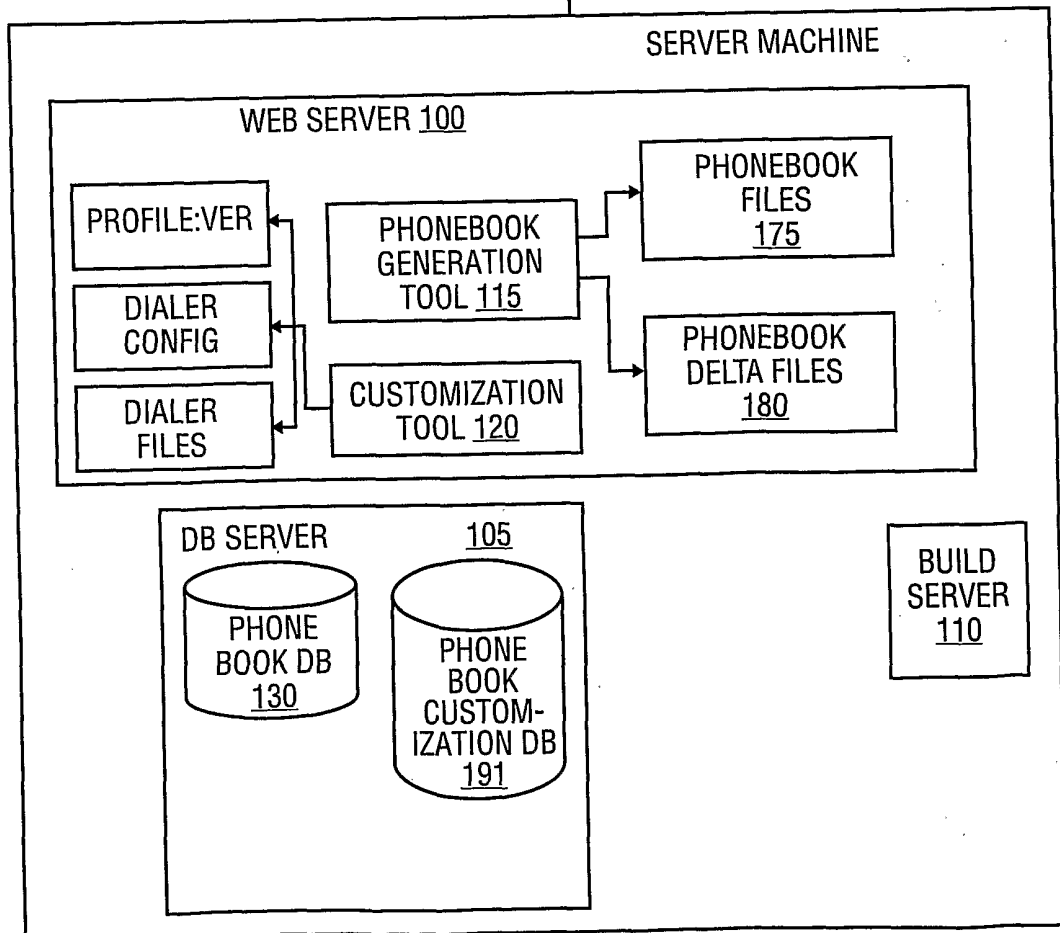 SERVER MACHINE
WEB SERVER 100
PROFILE:VER
DIALER
CONFIG
DIALER
FILES
PHONEBOOK
GENERATION
TOOL 115
CUSTOMIZATION
TOOL 120
PHONEBOOK
FILES
175
PHONEBOOK
DELTA FILES
180
DB SERVER
105
PHONE
BOOK DB
130
PHONE
BOOK
CUSTOM-
IZATION DB
191
BUILD
SERVER
110